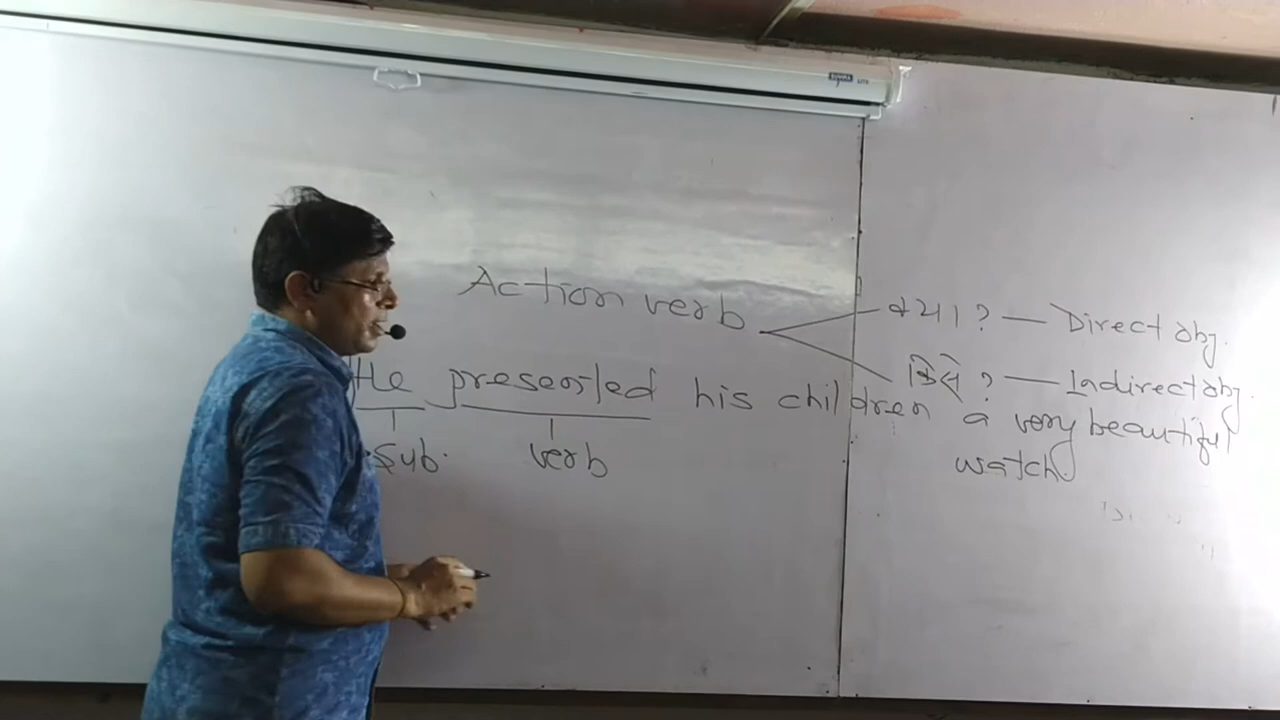 Action verb
क्या? — Direct obj.
किसे? — Indirect obj.
He presented his children a very beautiful
watch.
Sub. verb